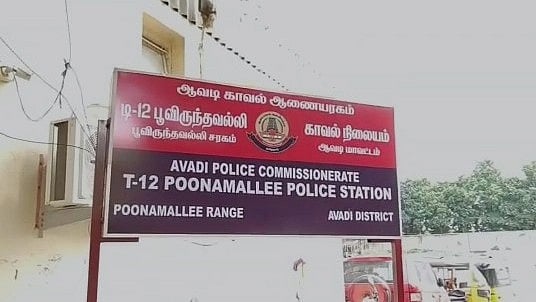 ஆவடி காவல் ஆணையரகம்
டி-12 பூவிருந்தவல்லி காவல் நிலையம்
பூவிருந்தவல்லி சரகம் ஆவடி மாவட்டம்
AVADI POLICE COMMISSIONERATE
T-12 POONAMALLEE POLICE STATION
POONAMALLEE RANGE AVADI DISTRICT